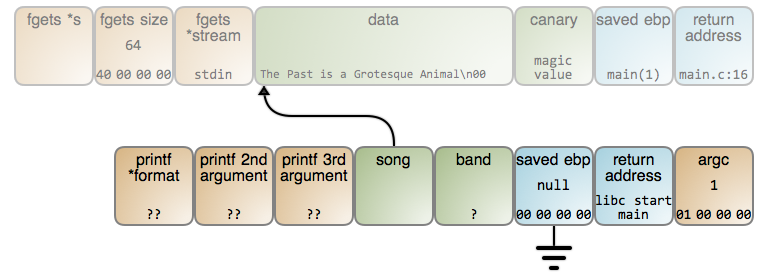 fgets *s
fgets size
64
40 00 00 00
fgets
*stream
stdin
data
The Past is a Grotesque Animal\n00
canary
magic
value
saved ebp
main(1)
return
address
main.c:16
printf
*format
??
printf 2nd
argument
??
printf 3rd
argument
??
song
band
?
saved ebp
null
00 00 00 00
return
address
libc start
main
argc
1
01 00 00 00